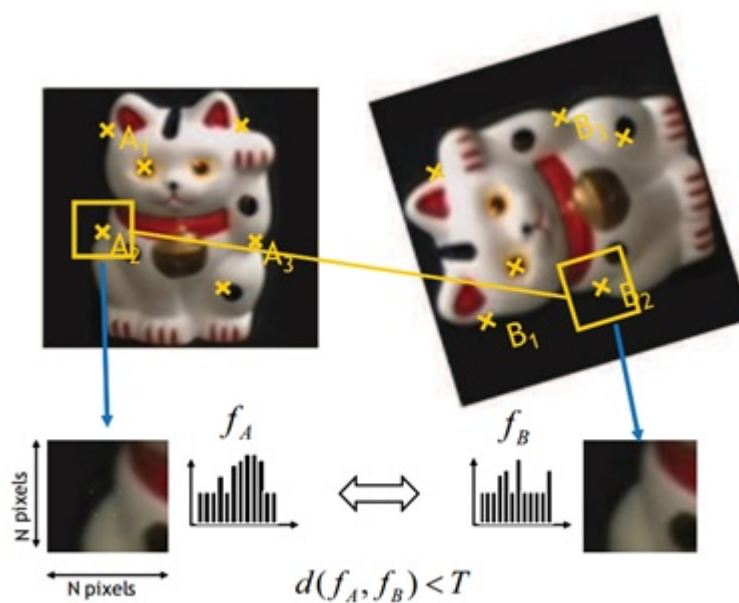 A₁
A₂
A₃
B₃
B₂
B₁
f_A
f_B
N pixels
N pixels
d(f_A, f_B) < T